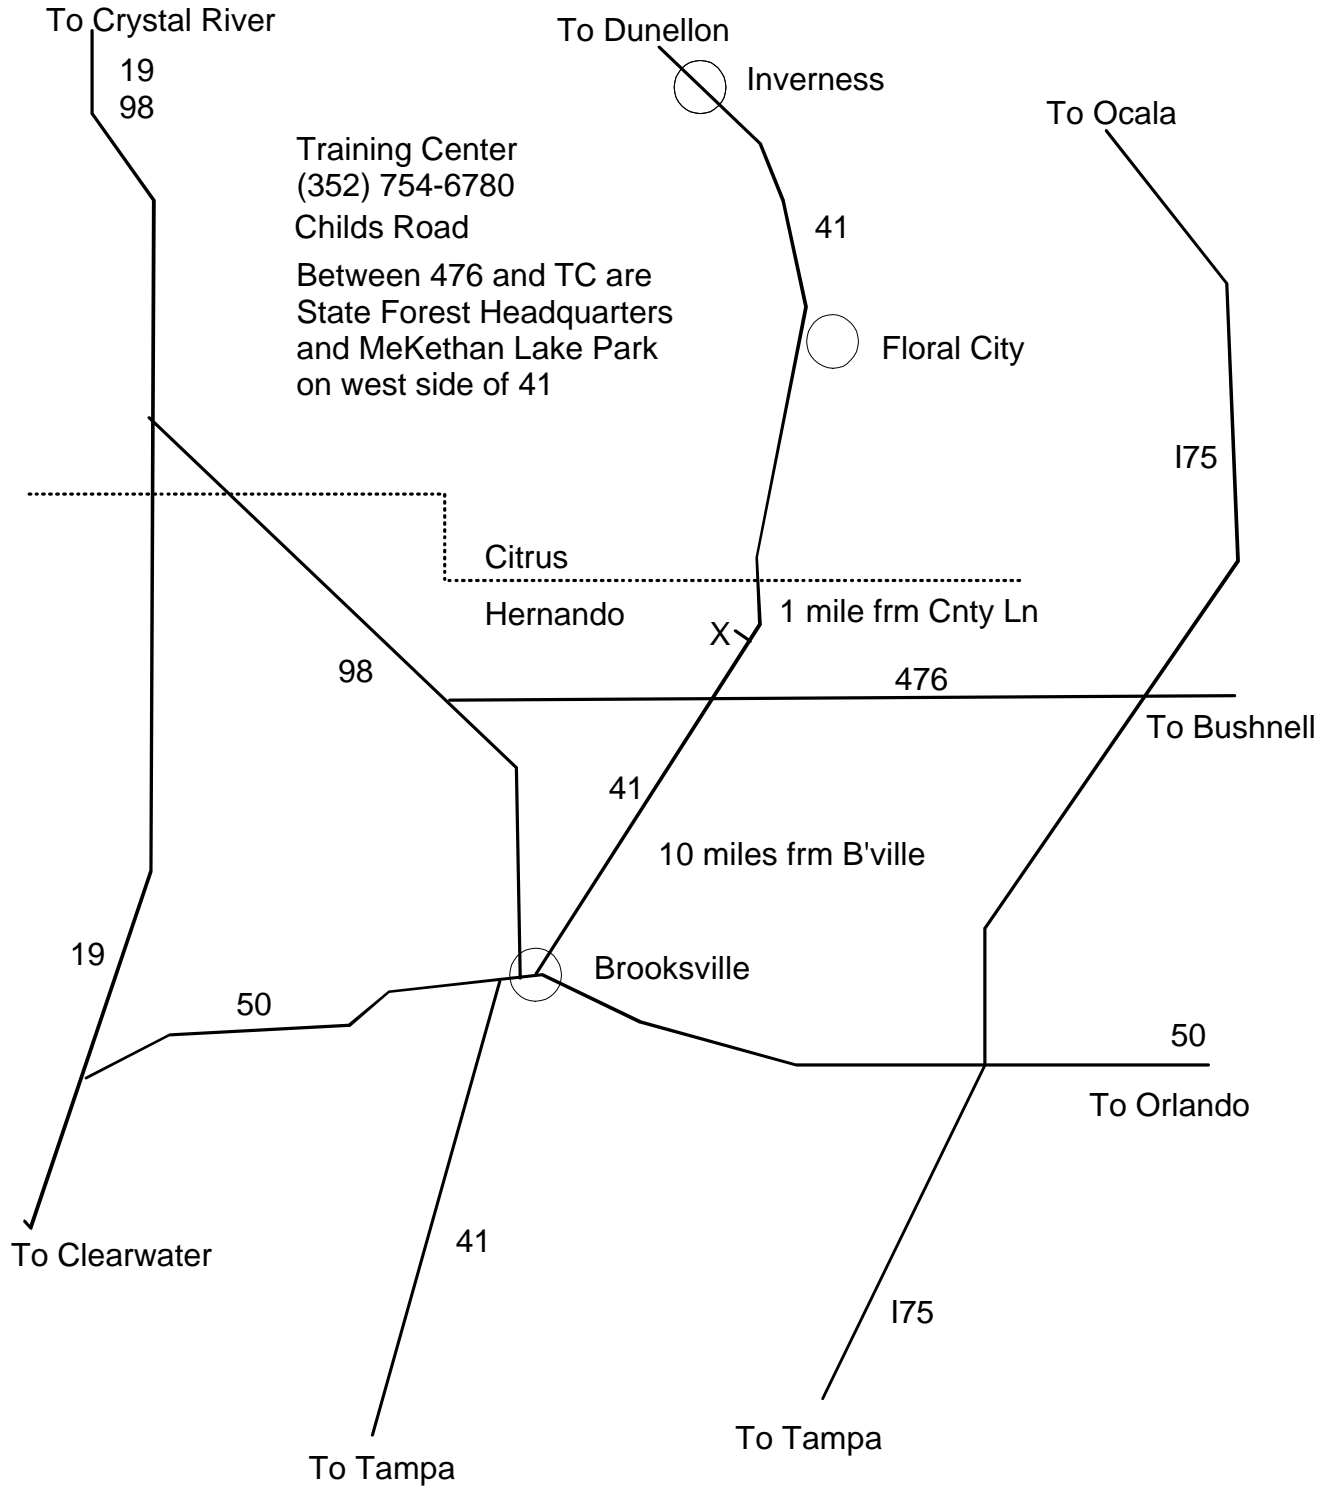 To Crystal River
To Dunellon
19
98
Inverness
To Ocala
Training Center
(352) 754-6780
Childs Road
41
Between 476 and TC are
State Forest Headquarters
and MeKethan Lake Park
on west side of 41
Floral City
I75
Citrus
Hernando
1 mile frm Cnty Ln
X
98
476
To Bushnell
41
10 miles frm B'ville
19
Brooksville
50
50
To Orlando
To Clearwater
41
I75
To Tampa
To Tampa